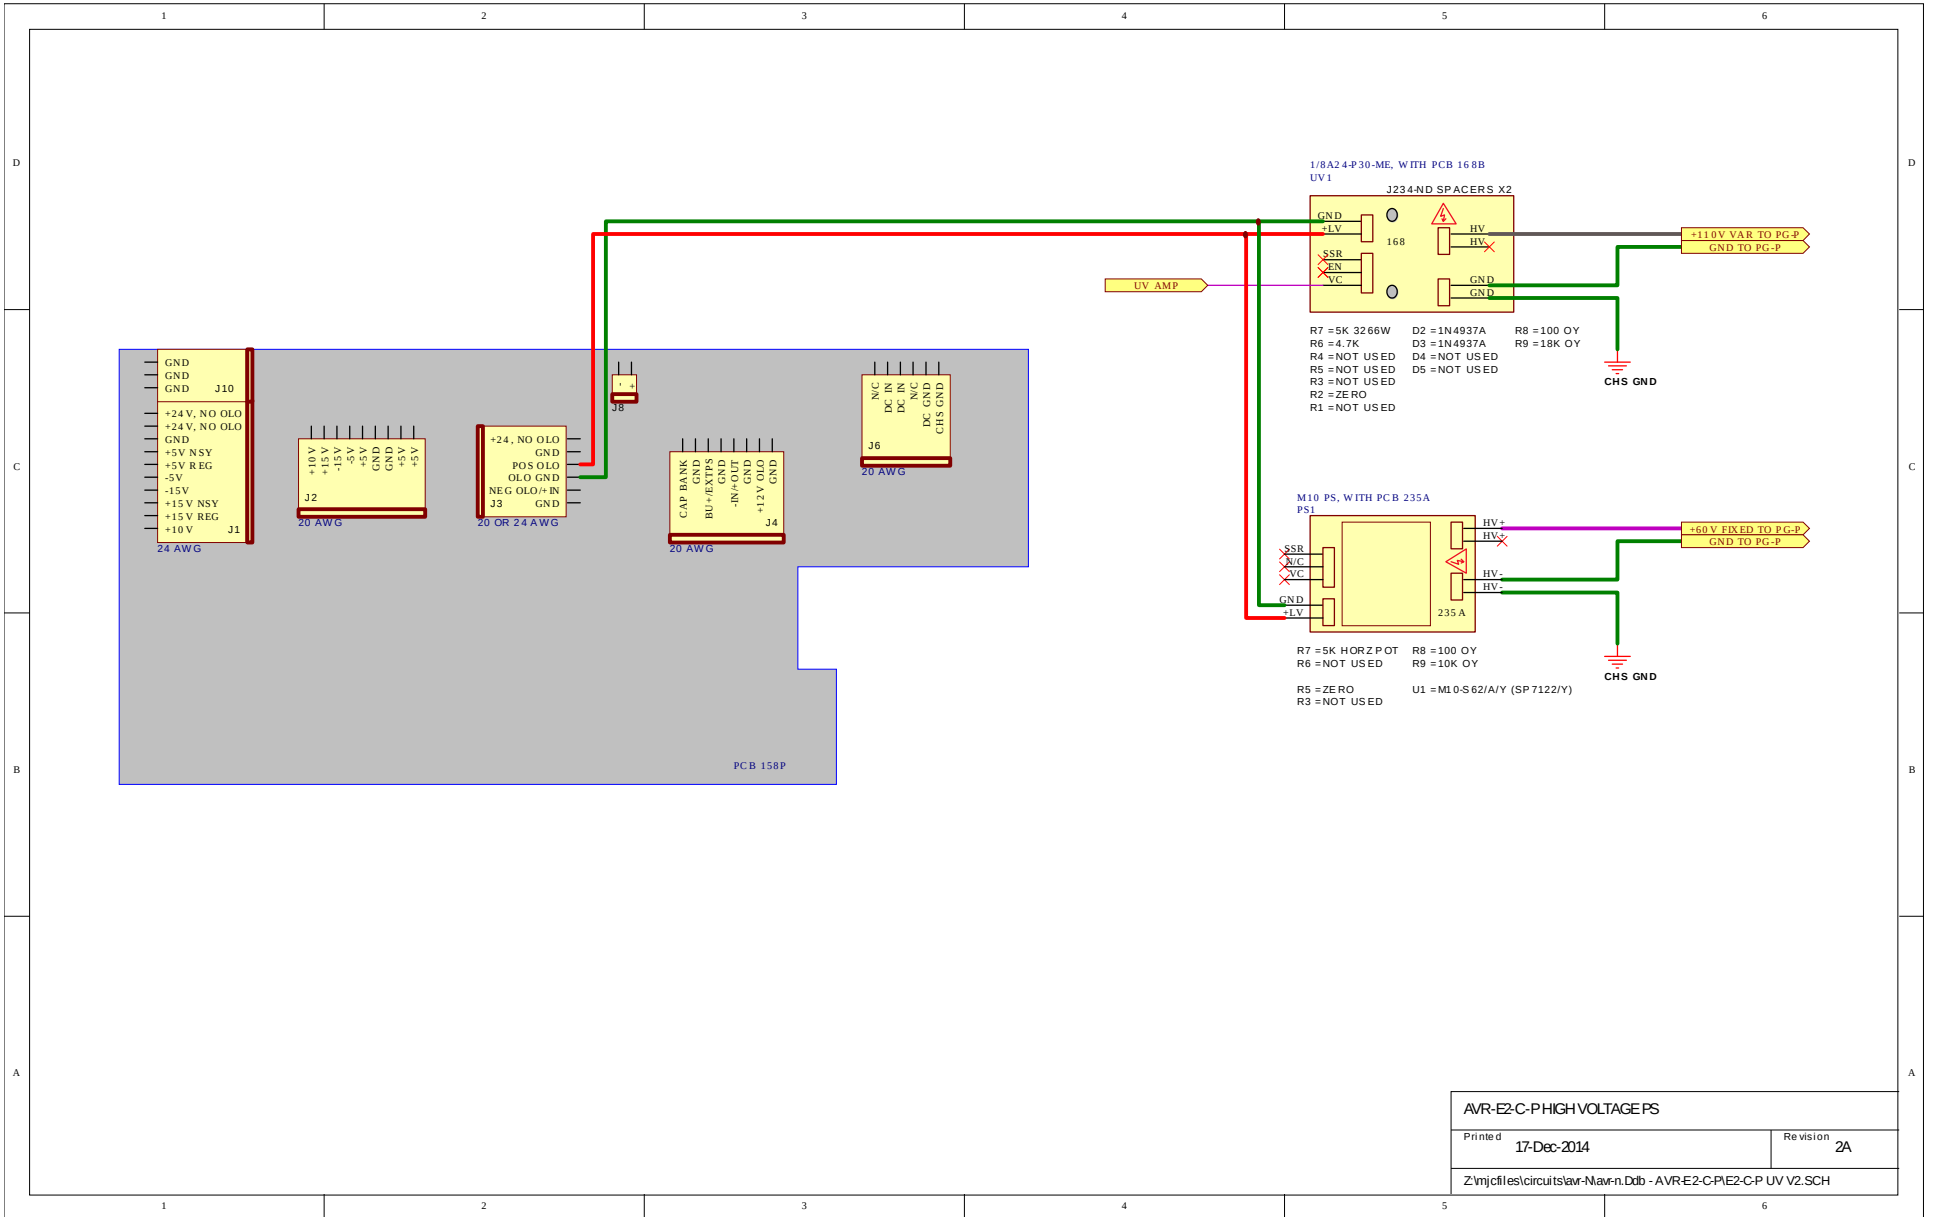 1 2 3 4 5 6
D D
1/8A24-P30-ME, WITH PCB 168B
UV1
J234-ND SPACERS X2
GND
+LV
168
SSR
EN
VC
HV
HV
GND
GND
+110V VAR TO PG-P
GND TO PG-P
UV AMP
R7 =5K 3266W D2 =1N4937A R8 =100 OY
R6 =4.7K D3 =1N4937A R9 =18K OY
R4 =NOT USED D4 =NOT USED
R5 =NOT USED D5 =NOT USED
R3 =NOT USED
R2 =ZERO
R1 =NOT USED
CHS GND
GND
GND
GND
J10
+24V, NO OLO
+24V, NO OLO
GND
+5V NSY
+5V REG
-5V
-15V
+15V NSY
+15V REG
+10V
J1
24 AWG
+10V
+15V
-15V
-5V
+5V
GND
GND
+5V
+5V
J2
20 AWG
+24, NO OLO
GND
POS OLO
OLO GND
NEG OLO/+IN
GND
J3
20 OR 24 AWG
-
+
J8
CAP BANK
GND
BU+/EXTPS
GND
-IN/+OUT
GND
+12V OLO
GND
J4
20 AWG
N/C
DC IN
DC IN
N/C
DC GND
CHS GND
J6
20 AWG
C C
M10 PS, WITH PCB 235A
PS1
SSR
N/C
VC
GND
+LV
HV+
HV+
HV-
HV-
235A
+60V FIXED TO PG-P
GND TO PG-P
R7 =5K HORZ POT R8 =100 OY
R6 =NOT USED R9 =10K OY
R5 =ZERO U1 =M10-S62/A/Y (SP7122/Y)
R3 =NOT USED
CHS GND
PCB 158P
B B
A A
AVR-E2-C-P HIGH VOLTAGE PS
Printed 17-Dec-2014 Revision 2A
Z:\mjcfiles\circuits\avr-N\avr-n.Ddb - AVR-E2-C-P\E2-C-P UV V2.SCH
1 2 3 4 5 6